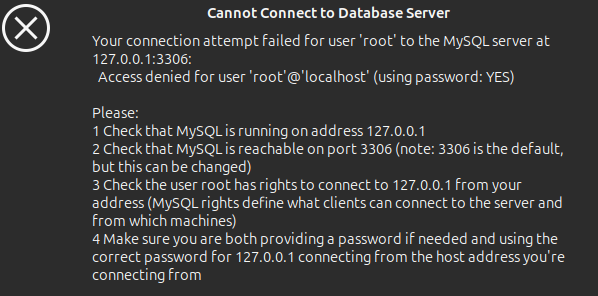 Cannot Connect to Database Server
Your connection attempt failed for user 'root' to the MySQL server at
127.0.0.1:3306:
Access denied for user 'root'@'localhost' (using password: YES)
Please:
1 Check that MySQL is running on address 127.0.0.1
2 Check that MySQL is reachable on port 3306 (note: 3306 is the default,
but this can be changed)
3 Check the user root has rights to connect to 127.0.0.1 from your
address (MySQL rights define what clients can connect to the server and
from which machines)
4 Make sure you are both providing a password if needed and using the
correct password for 127.0.0.1 connecting from the host address you're
connecting from